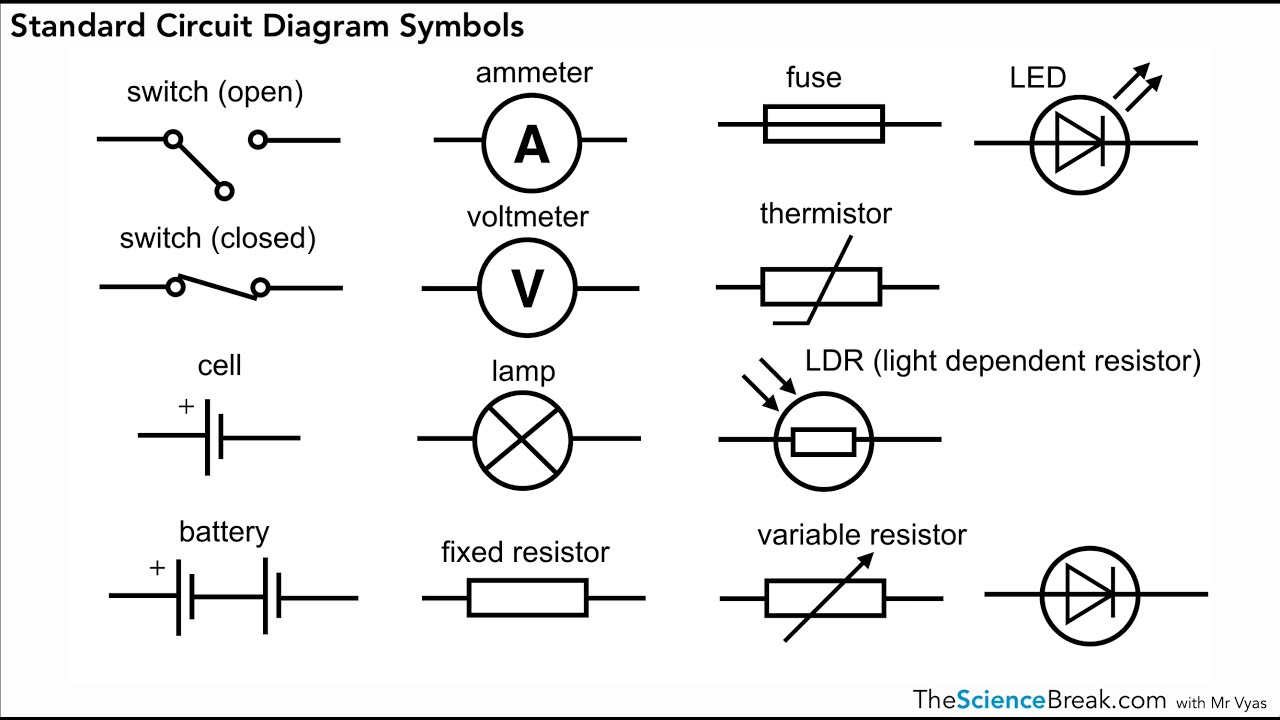 Standard Circuit Diagram Symbols
switch (open)
ammeter
A
fuse
LED
switch (closed)
voltmeter
V
thermistor
cell
+
lamp
LDR (light dependent resistor)
battery
+
fixed resistor
variable resistor
TheScienceBreak.com with Mr Vyas